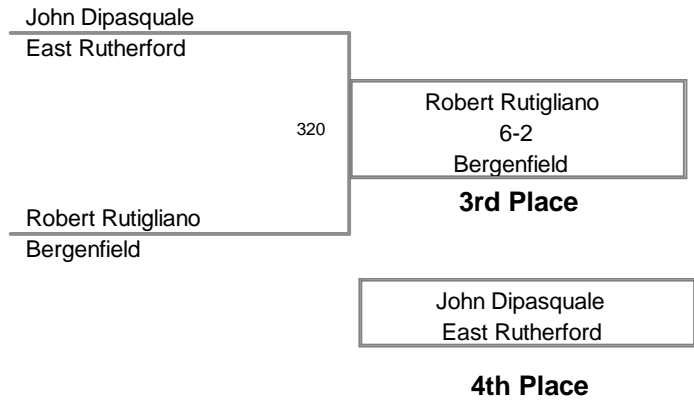 John Dipasquale
East Rutherford
320
Robert Rutigliano
6-2
Bergenfield
3rd Place
Robert Rutigliano
Bergenfield
John Dipasquale
East Rutherford
4th Place